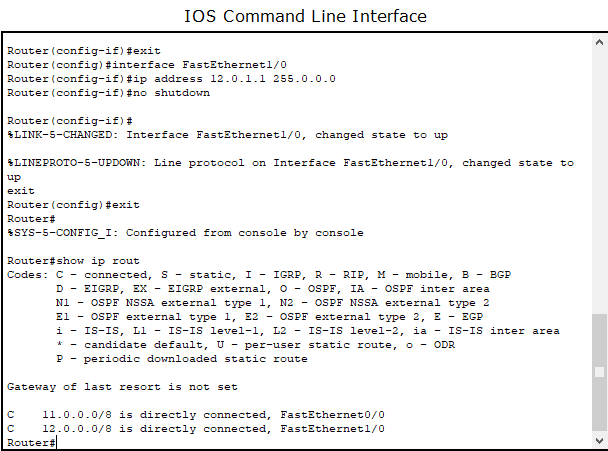 IOS Command Line Interface
Router(config-if)#exit
Router(config)#interface FastEthernet1/0
Router(config-if)#ip address 12.0.1.1 255.0.0.0
Router(config-if)#no shutdown
Router(config-if)#
%LINK-5-CHANGED: Interface FastEthernet1/0, changed state to up
%LINEPROTO-5-UPDOWN: Line protocol on Interface FastEthernet1/0, changed state to
up
exit
Router(config)#exit
Router#
%SYS-5-CONFIG_I: Configured from console by console
Router#show ip rout
Codes: C - connected, S - static, I - IGRP, R - RIP, M - mobile, B - BGP
D - EIGRP, EX - EIGRP external, O - OSPF, IA - OSPF inter area
N1 - OSPF NSSA external type 1, N2 - OSPF NSSA external type 2
E1 - OSPF external type 1, E2 - OSPF external type 2, E - EGP
i - IS-IS, L1 - IS-IS level-1, L2 - IS-IS level-2, ia - IS-IS inter area
* - candidate default, U - per-user static route, o - ODR
P - periodic downloaded static route
Gateway of last resort is not set
C    11.0.0.0/8 is directly connected, FastEthernet0/0
C    12.0.0.0/8 is directly connected, FastEthernet1/0
Router#